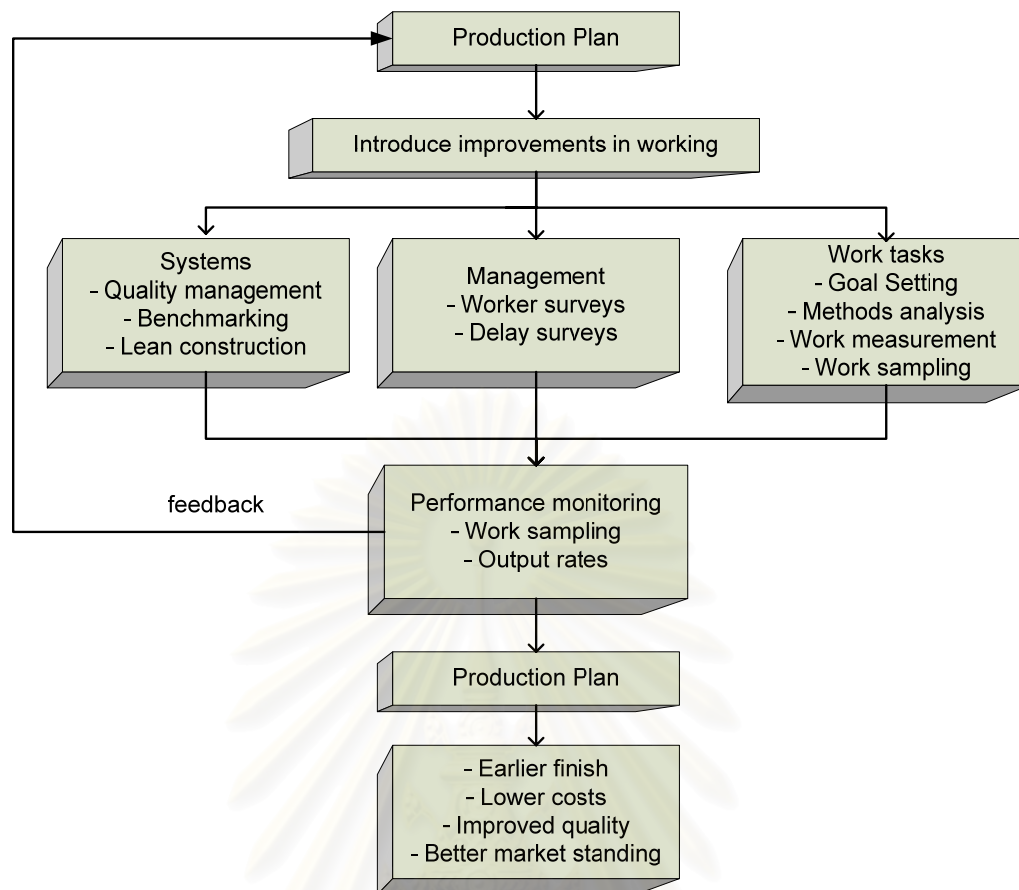 Production Plan
Introduce improvements in working
Systems
- Quality management
- Benchmarking
- Lean construction
Management
- Worker surveys
- Delay surveys
Work tasks
- Goal Setting
- Methods analysis
- Work measurement
- Work sampling
feedback
Performance monitoring
- Work sampling
- Output rates
Production Plan
- Earlier finish
- Lower costs
- Improved quality
- Better market standing